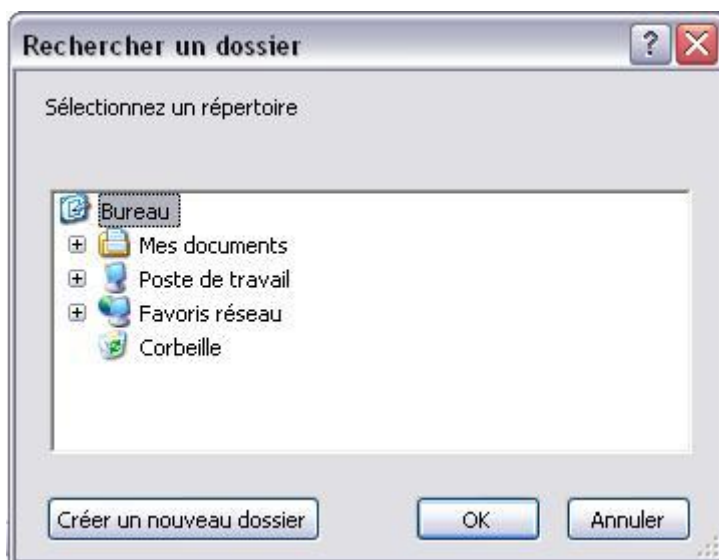 Rechercher un dossier
Sélectionnez un répertoire
Bureau
Mes documents
Poste de travail
Favoris réseau
Corbeille
Créer un nouveau dossier OK Annuler